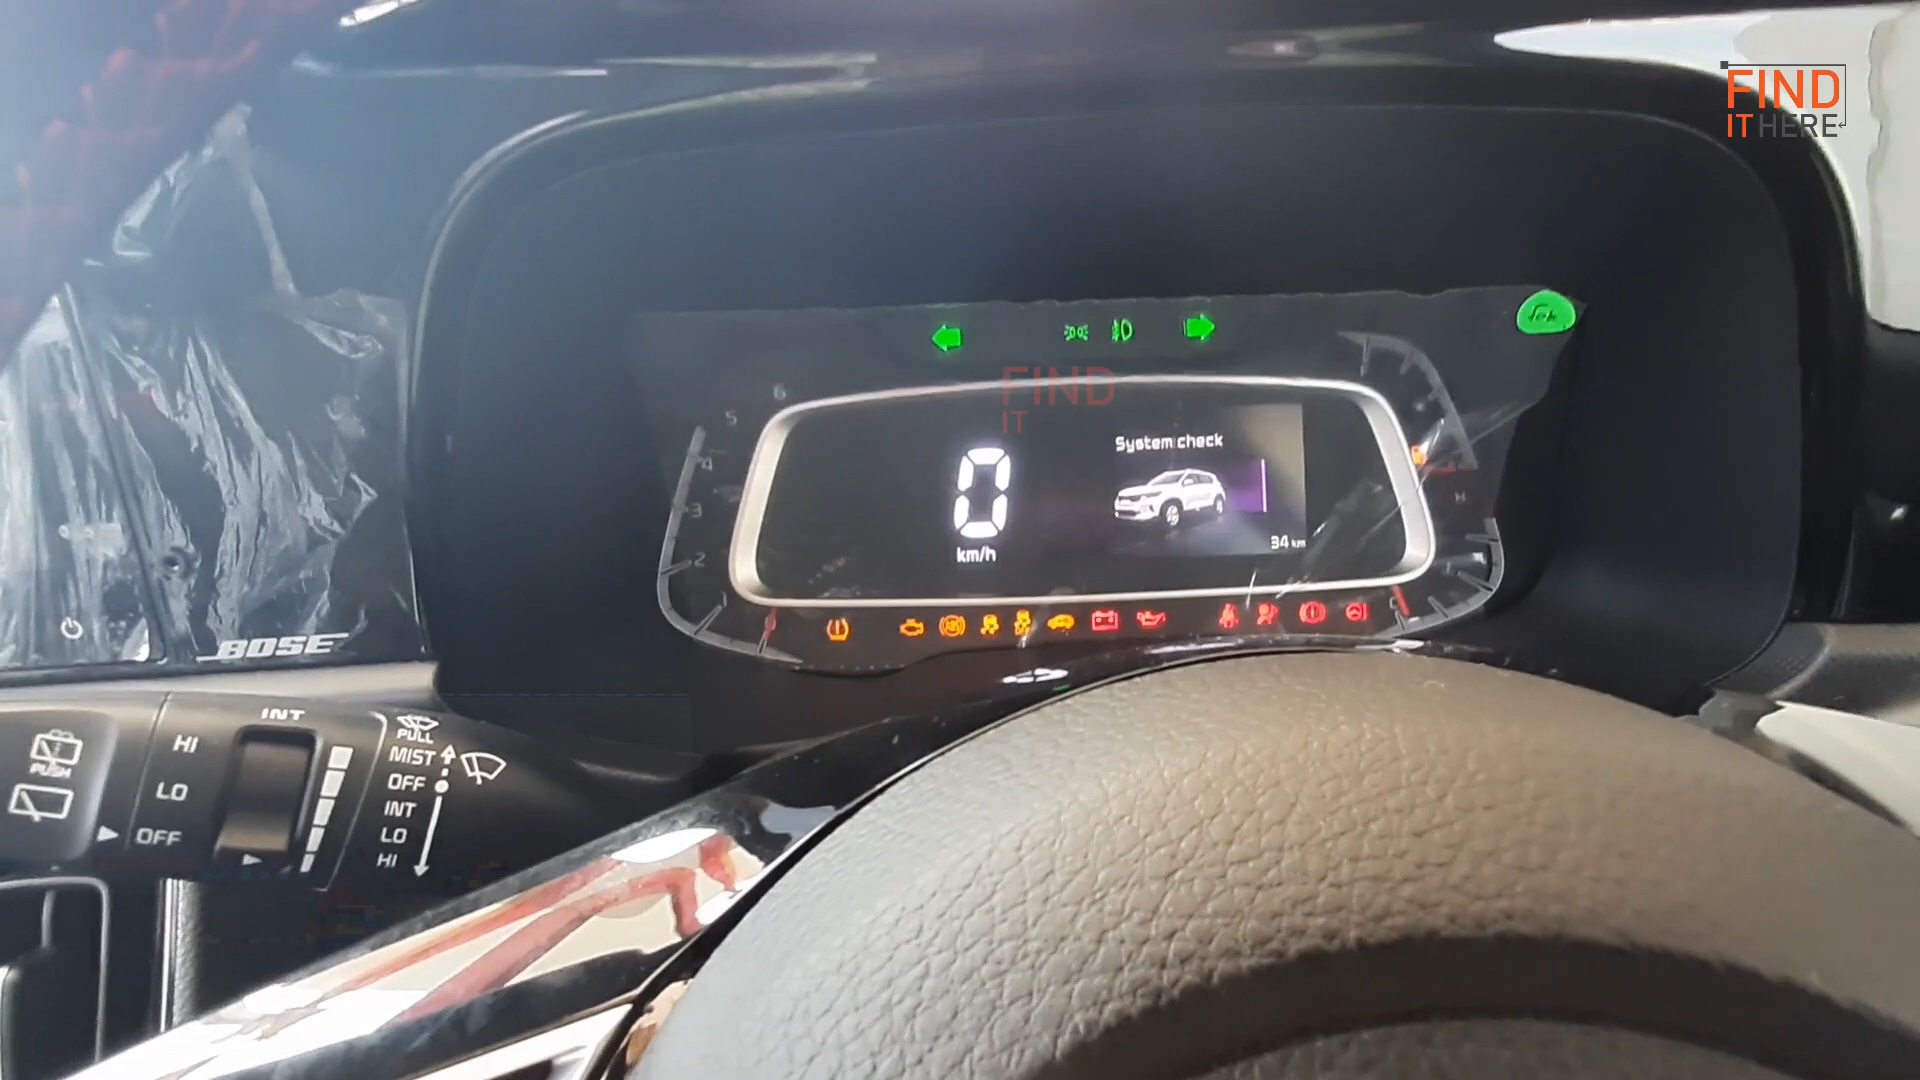 FIND
IT HERE
FIND
IT
6
5
4
3
2
1
System check
0
km/h
34 km
H
C
BOSE
INT
HI
LO
OFF
PUSH
PULL
MIST
OFF
INT
LO
HI